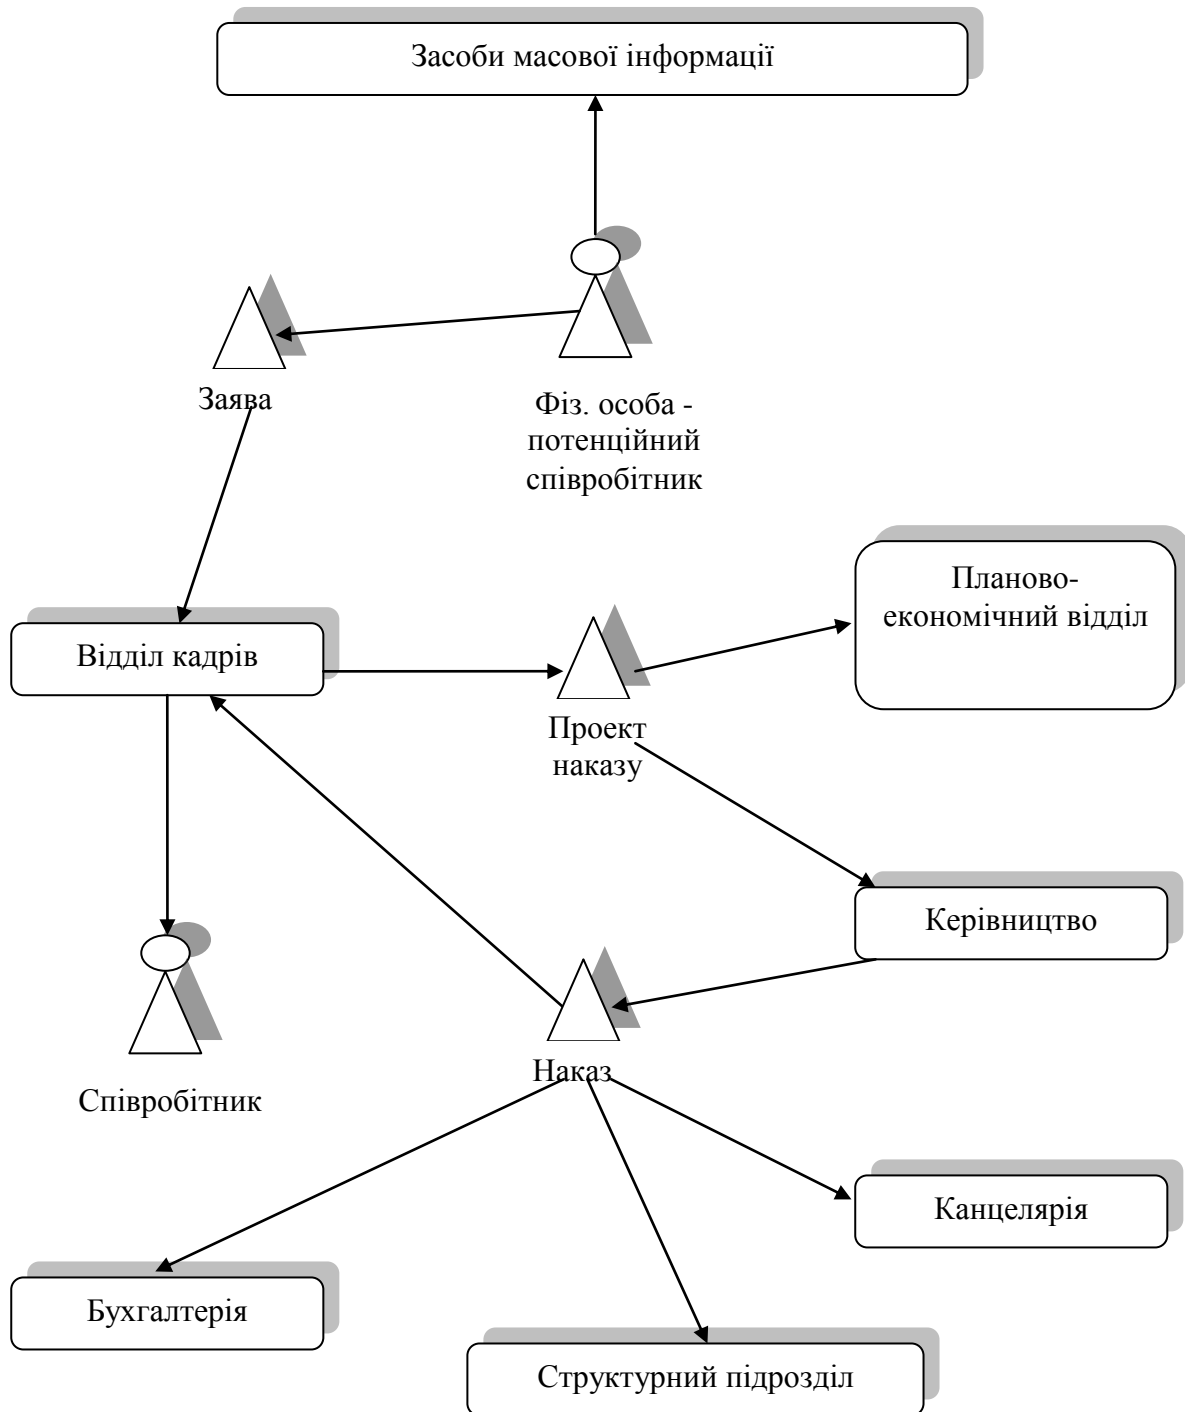 Засоби масової інформації
Заява
Фіз. особа -
потенційний
співробітник
Планово-
економічний відділ
Відділ кадрів
Проект
наказу
Керівництво
Наказ
Співробітник
Канцелярія
Бухгалтерія
Структурний підрозділ